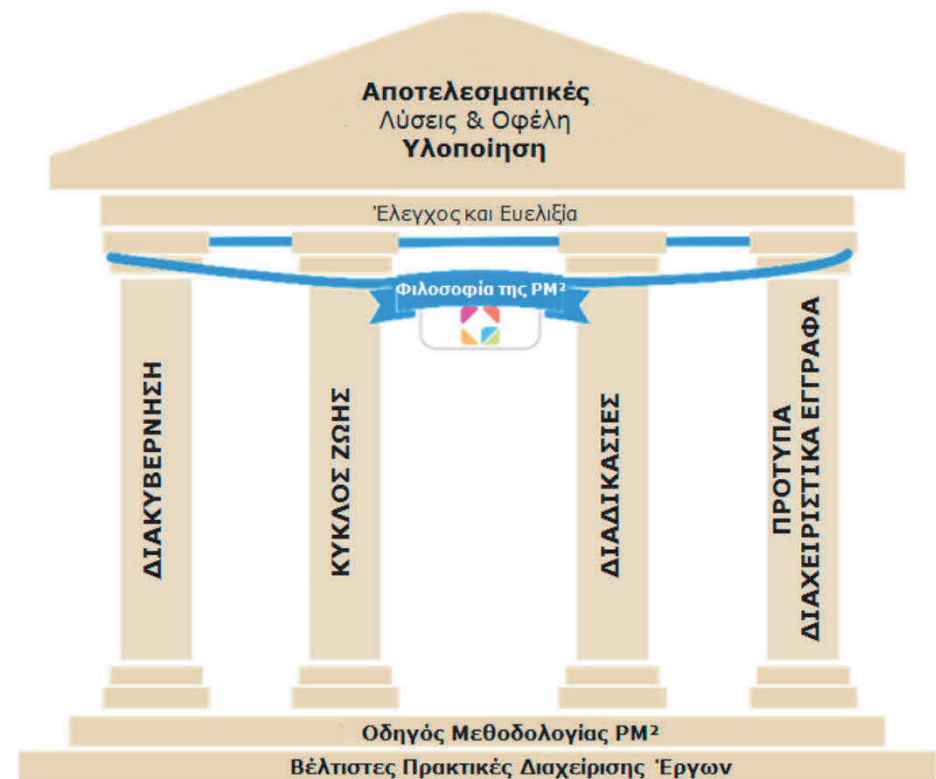 Αποτελεσματικές
Λύσεις & Οφέλη
Υλοποίηση
Έλεγχος και Ευελιξία
Φιλοσοφία της PM²
ΔΙΑΚΥΒΕΡΝΗΣΗ
ΚΥΚΛΟΣ ΖΩΗΣ
ΔΙΑΔΙΚΑΣΙΕΣ
ΠΡΟΤΥΠΑ
ΔΙΑΧΕΙΡΙΣΤΙΚΑ ΕΓΓΡΑΦΑ
Οδηγός Μεθοδολογίας PM²
Βέλτιστες Πρακτικές Διαχείρισης Έργων